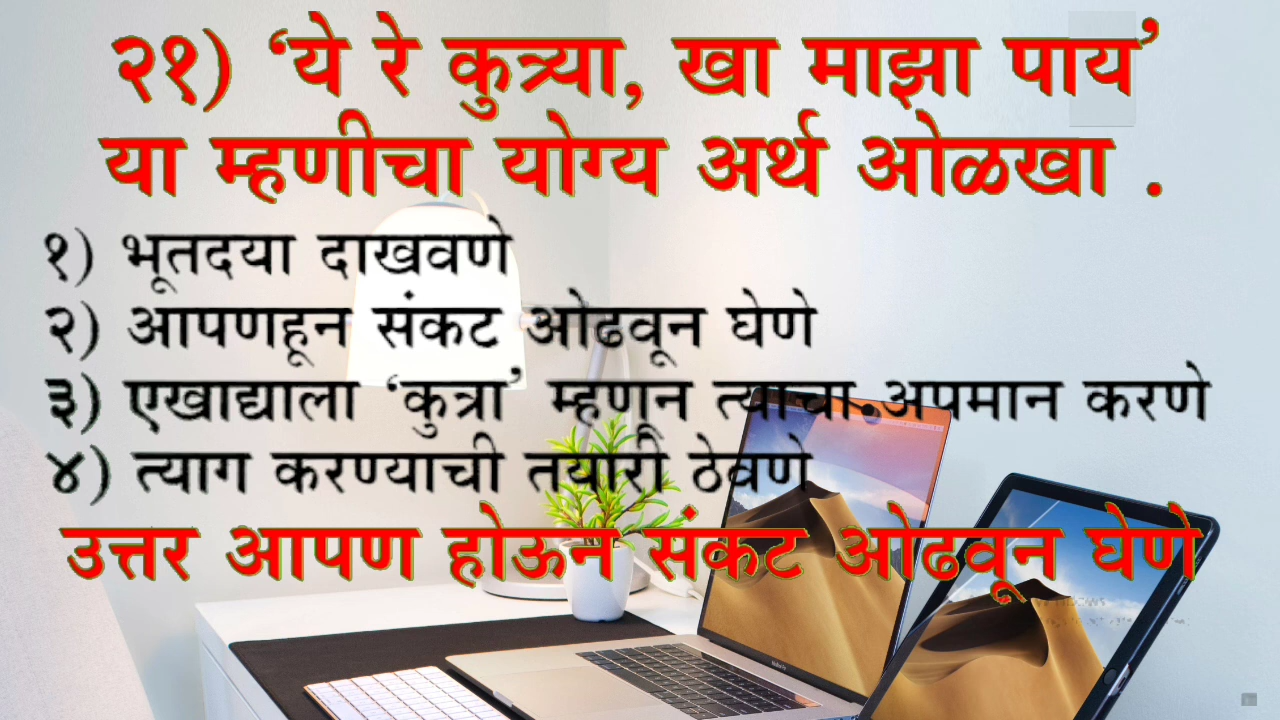 २१) ‘ये रे कुत्र्या, खा माझा पाय’
या म्हणीचा योग्य अर्थ ओळखा .
१) भूतदया दाखवणे
२) आपणहून संकट ओढवून घेणे
३) एखाद्याला ‘कुत्रा’ म्हणून त्याचा अपमान करणे
४) त्याग करण्याची तयारी ठेवणे
उत्तर आपण होऊन संकट ओढवून घेणे